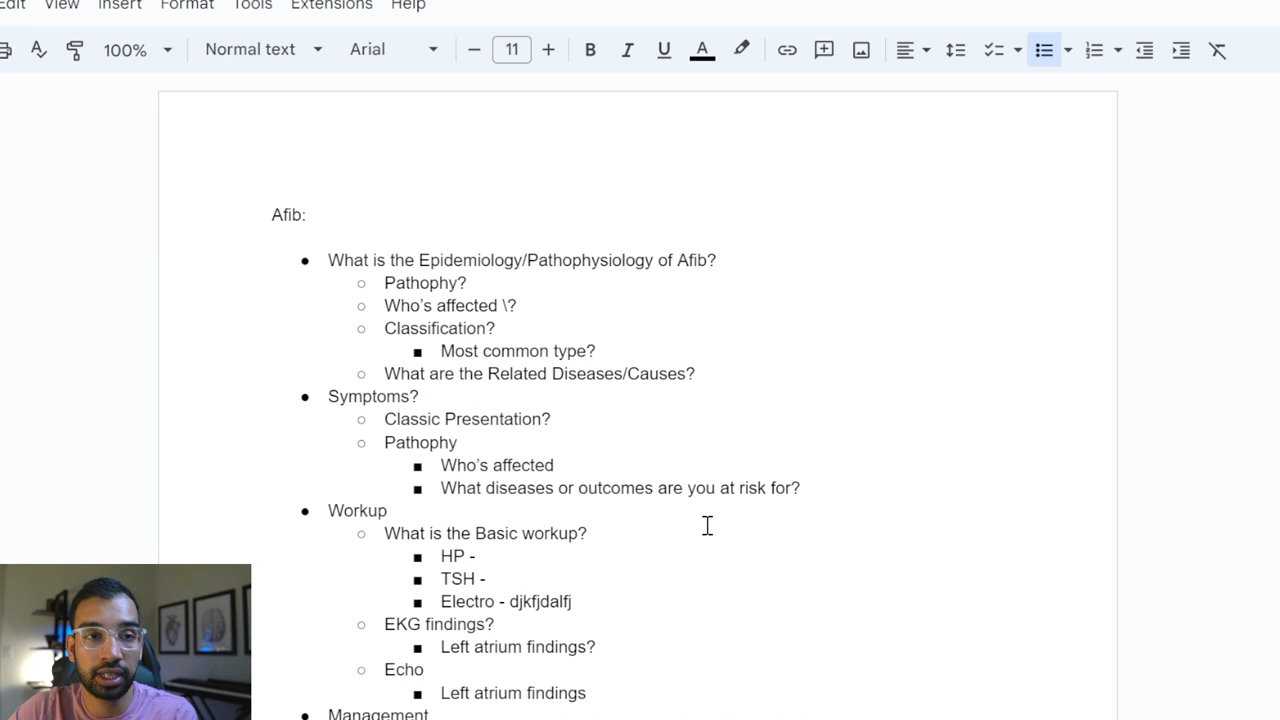 Edit View Insert Format Tools Extensions Help
100% Normal text Arial 11 B I U A
Afib:
● What is the Epidemiology/Pathophysiology of Afib?
○ Pathophy?
○ Who's affected \?
○ Classification?
■ Most common type?
○ What are the Related Diseases/Causes?
● Symptoms?
○ Classic Presentation?
○ Pathophy
■ Who's affected
■ What diseases or outcomes are you at risk for?
● Workup
○ What is the Basic workup?
■ HP -
■ TSH -
■ Electro - djkfjdalfj
○ EKG findings?
■ Left atrium findings?
○ Echo
■ Left atrium findings
● Management